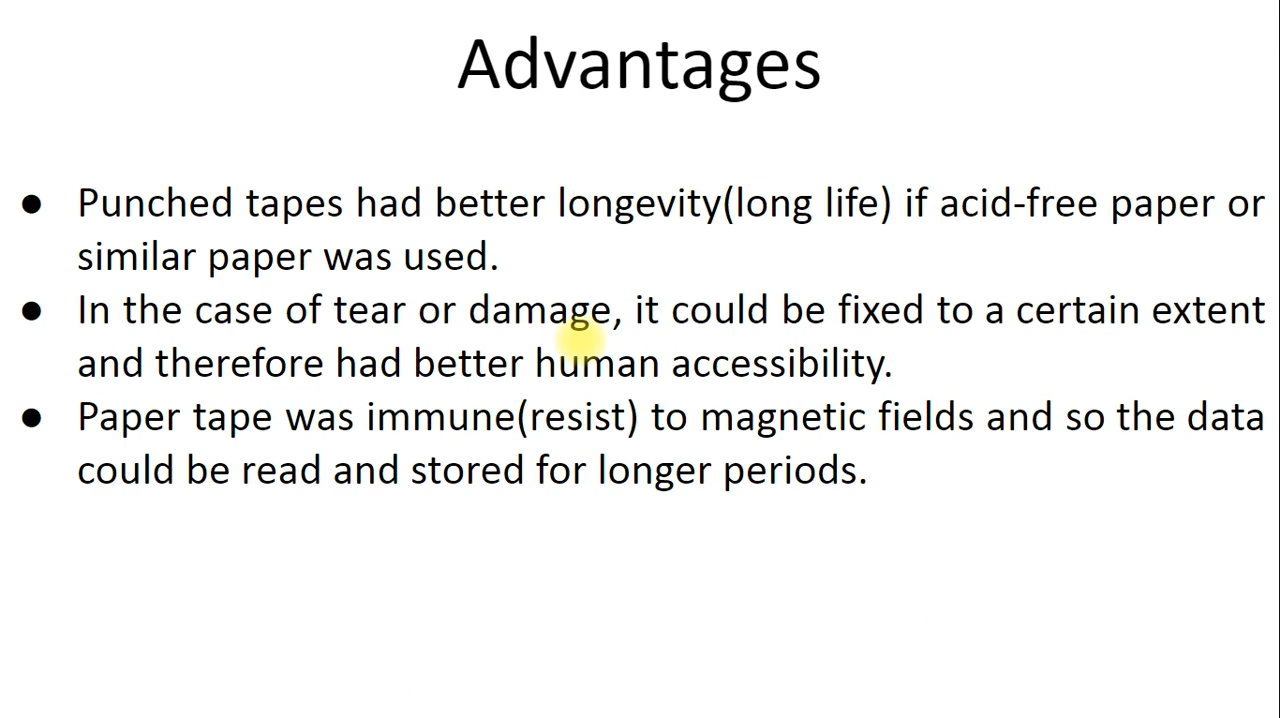 Advantages
● Punched tapes had better longevity(long life) if acid-free paper or
similar paper was used.
● In the case of tear or damage, it could be fixed to a certain extent
and therefore had better human accessibility.
● Paper tape was immune(resist) to magnetic fields and so the data
could be read and stored for longer periods.